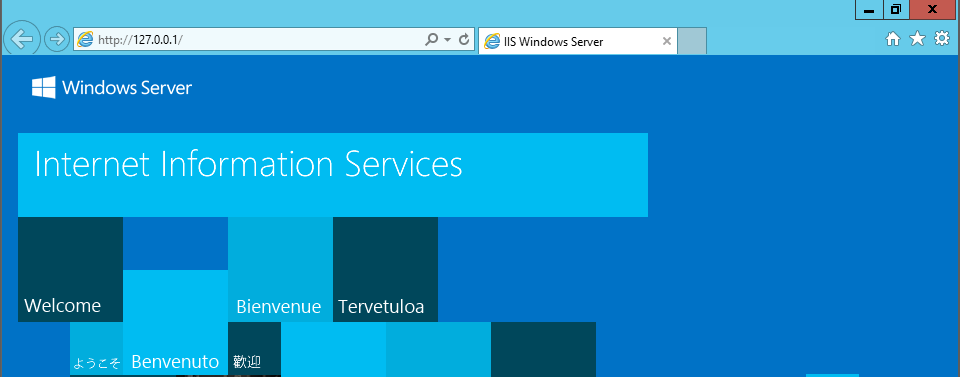 http://127.0.0.1/
IIS Windows Server
Windows Server
Internet Information Services
Welcome
Bienvenue
Tervetuloa
ようこそ
Benvenuto
歡迎